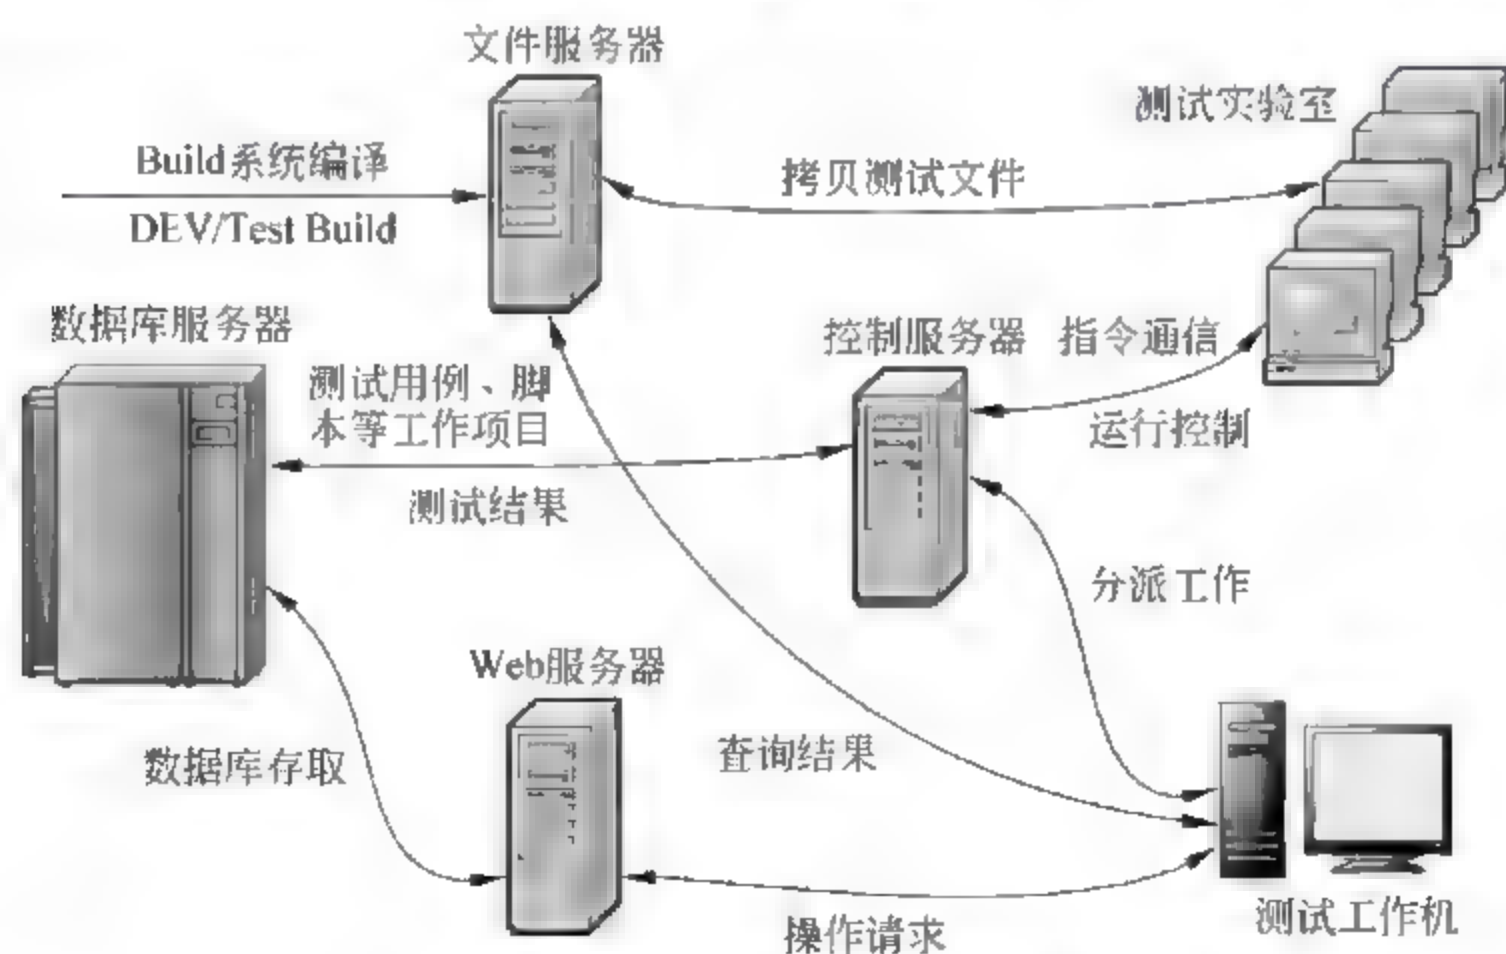 文件服务器
测试实验室
Build系统编译
拷贝测试文件
DEV/Test Build
数据库服务器
控制服务器
指令通信
测试用例、脚
本等工作项目
运行控制
测试结果
分派工作
Web服务器
数据库存取
查询结果
操作请求
测试工作机